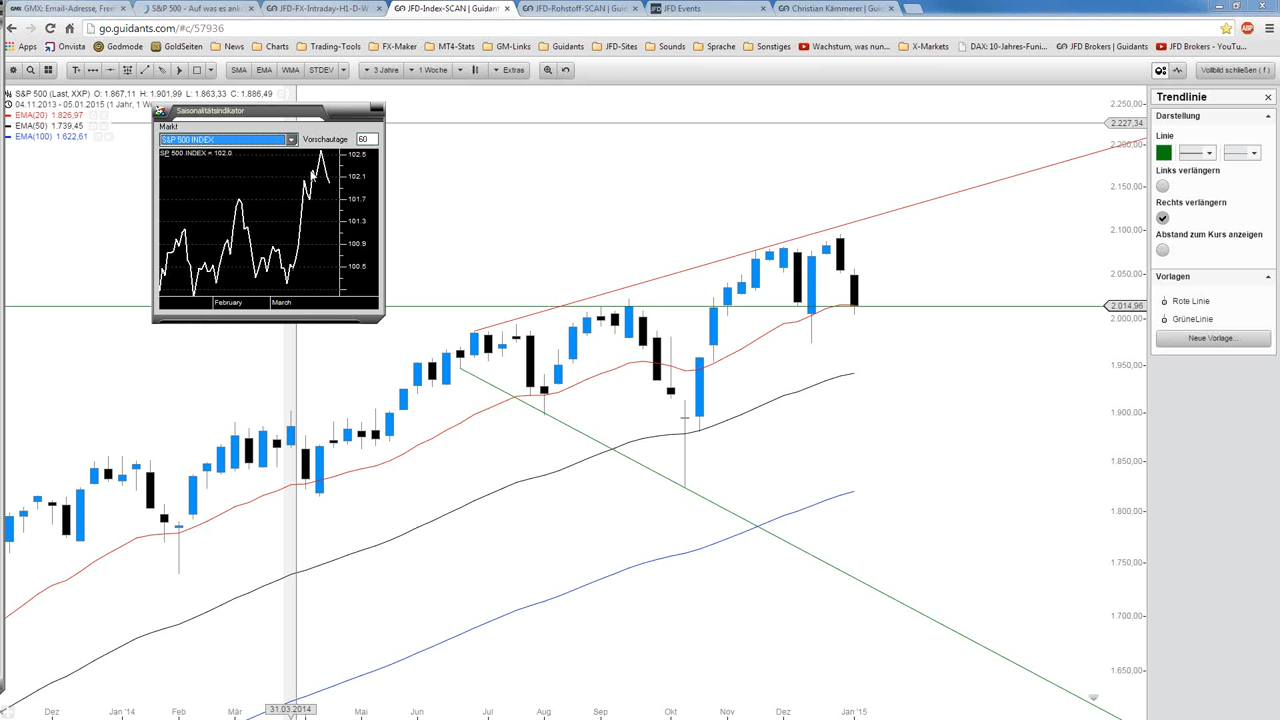 GMX: Email-Adresse, Free... S&P 500 - Auf was es anko... JFD-FX-Intraday-H1-D-W... JFD-Index-SCAN | Guidant... JFD-Rohstoff-SCAN | Guid... JFD Events Christian Kämmerer | Gui...
go.guidants.com/#c/57936
Apps Onvista Godmode GoldSeiten News Charts Trading-Tools FX-Maker MT4-Stats GM-Links Guidants JFD-Sites Sounds Sprache Sonstiges Wachstum, was nun... X-Markets DAX: 10-Jahres-Funi... JFD Brokers | Guidants JFD Brokers - YouTu...
SMA EMA WMA STDEV 3 Jahre 1 Woche Extras Vollbild schließen ( f )
S&P 500 (Last, XXP) O: 1.867,11 H: 1.901,99 L: 1.863,33 C: 1.886,49
04.11.2013 - 05.01.2015 (1 Jahr, 1 Wo
EMA(20) 1.826,97
EMA(50) 1.739,45
EMA(100) 1.622,61
Saisonalitätsindikator
Markt
S&P 500 INDEX Vorschautage 60
SP 500 INDEX = 102.0
102.5
102.1
101.7
101.3
100.9
100.5
February March
2.250,00
2.227,34
2.200,00
2.150,00
2.100,00
2.050,00
2.014,96
2.000,00
1.950,00
1.900,00
1.850,00
1.800,00
1.750,00
1.700,00
1.650,00
Dez Jan '14 Feb Mär 31.03.2014 Mai Jun Jul Aug Sep Okt Nov Dez Jan '15
Trendlinie
Darstellung
Linie
Links verlängern
Rechts verlängern
Abstand zum Kurs anzeigen
Vorlagen
Rote Linie
GrüneLinie
Neue Vorlage...